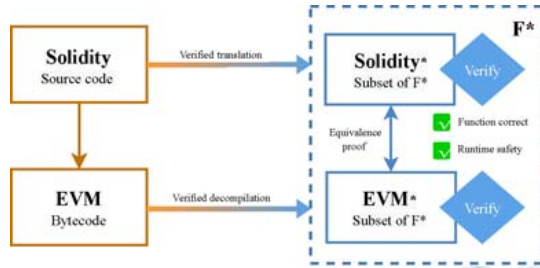 F*
Solidity
Source code
Verified translation
Solidity*
Subset of F*
Verify
Equivalence
proof
Function correct
Runtime safety
EVM
Bytecode
Verified decompilation
EVM*
Subset of F*
Verify